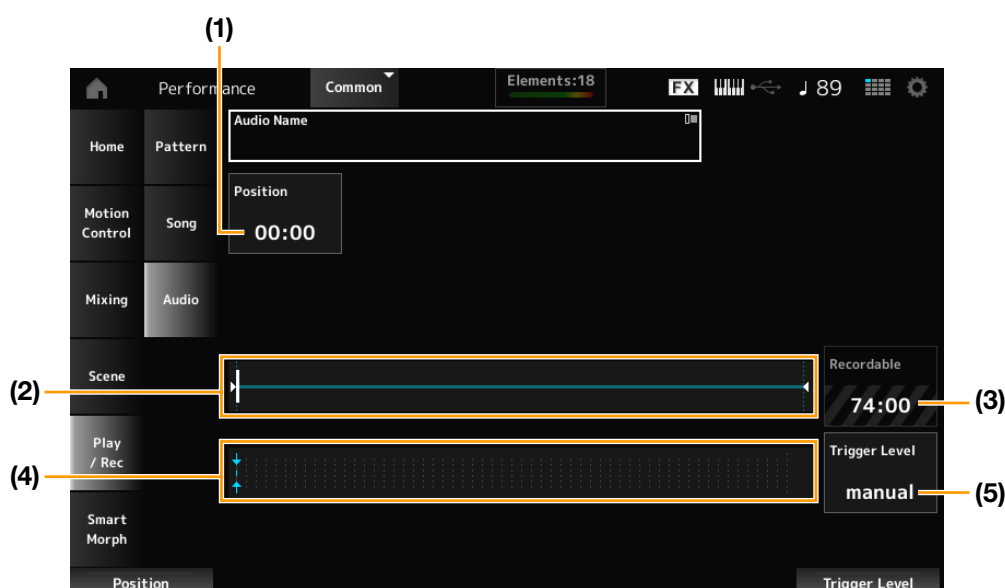 (1)
Performance
Common
Elements:18
FX
♩ 89
Home
Pattern
Audio Name
Position
00:00
Motion
Control
Song
Mixing
Audio
Scene
(2)
Recordable
74:00
(3)
Play
/ Rec
(4)
Trigger Level
manual
(5)
Smart
Morph
Position
Trigger Level